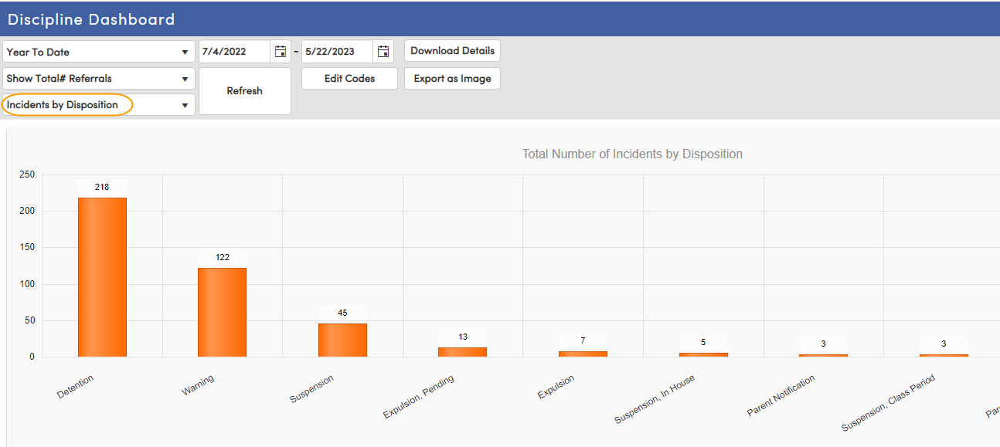 Discipline Dashboard
Year To Date
7/4/2022
-
5/22/2023
Download Details
Show Total# Referrals
Refresh
Edit Codes
Export as Image
Incidents by Disposition
Total Number of Incidents by Disposition
250
200
150
100
50
0
218
122
45
13
7
5
3
3
Detention
Warning
Suspension
Expulsion, Pending
Expulsion
Suspension, In House
Parent Notification
Suspension, Class Period